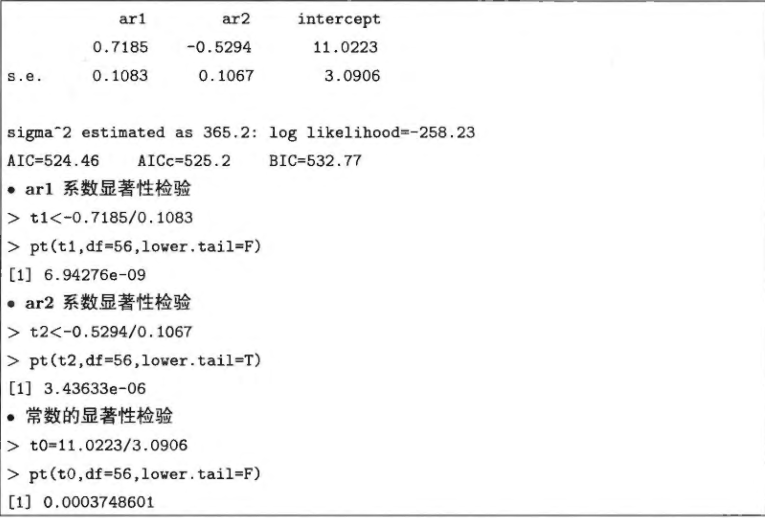 ar1 ar2 intercept
0.7185 -0.5294 11.0223
s.e. 0.1083 0.1067 3.0906
sigma^2 estimated as 365.2: log likelihood=-258.23
AIC=524.46 AICc=525.2 BIC=532.77
• ar1 系数显著性检验
> t1<-0.7185/0.1083
> pt(t1,df=56,lower.tail=F)
[1] 6.94276e-09
• ar2 系数显著性检验
> t2<-0.5294/0.1067
> pt(t2,df=56,lower.tail=T)
[1] 3.43633e-06
• 常数的显著性检验
> t0=11.0223/3.0906
> pt(t0,df=56,lower.tail=F)
[1] 0.0003748601